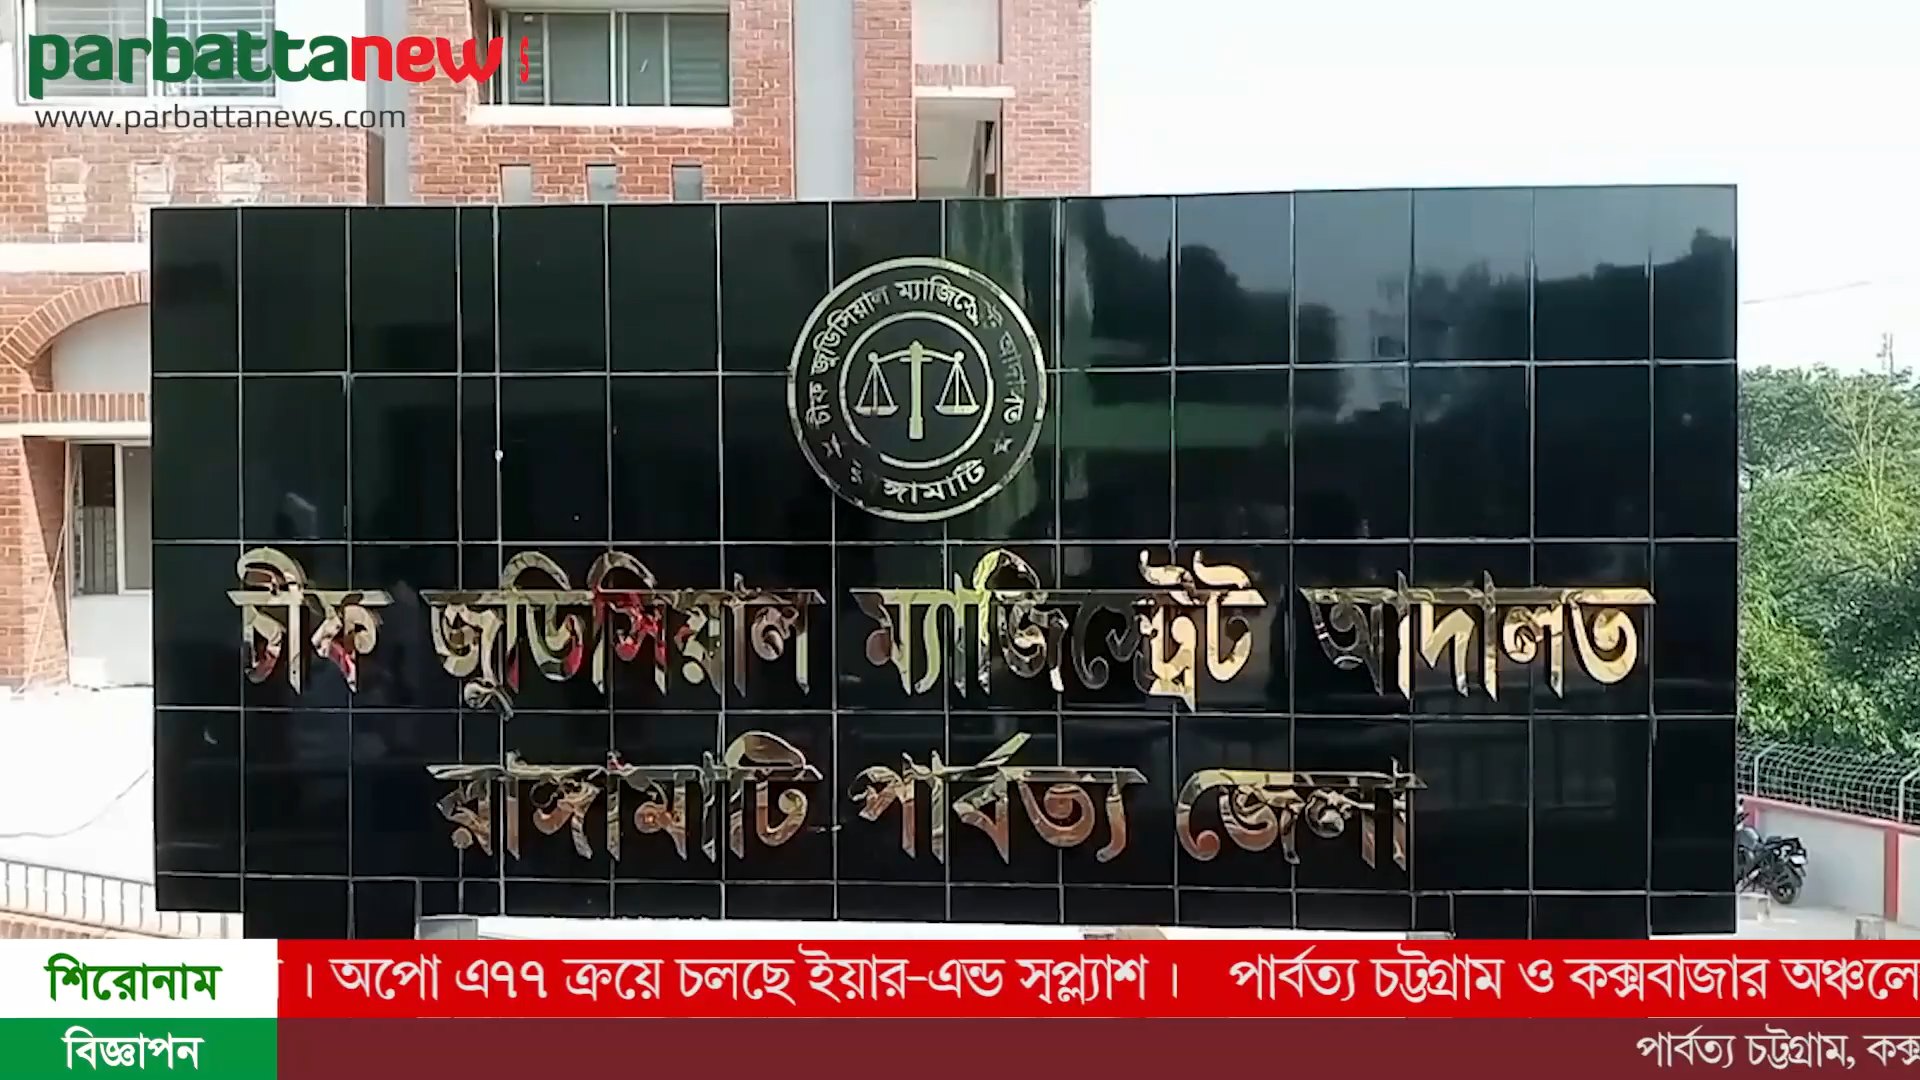 parbattanews
www.parbattanews.com
চীফ জুডিসিয়াল ম্যাজিস্ট্রেট আদালত
রাঙ্গামাটি
চীফ জুডিসিয়াল ম্যাজিস্ট্রেট আদালত
রাঙ্গামাটি পার্বত্য জেলা
শিরোনাম
। অপো এ৭৭ ক্রয়ে চলছে ইয়ার-এন্ড স্প্ল্যাশ । পার্বত্য চট্টগ্রাম ও কক্সবাজার অঞ্চলে
বিজ্ঞাপন
পার্বত্য চট্টগ্রাম, কক্স